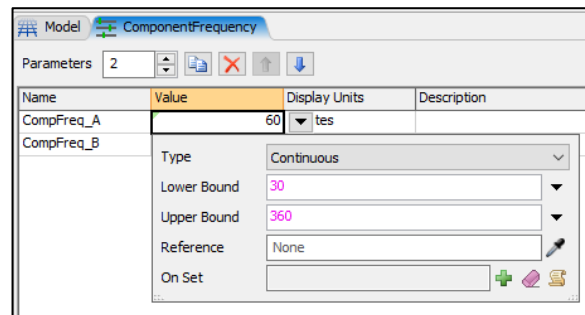 Model ComponentFrequency
Parameters 2
Name Value Display Units Description
CompFreq_A 60 tes
CompFreq_B
Type Continuous
Lower Bound 30
Upper Bound 360
Reference None
On Set